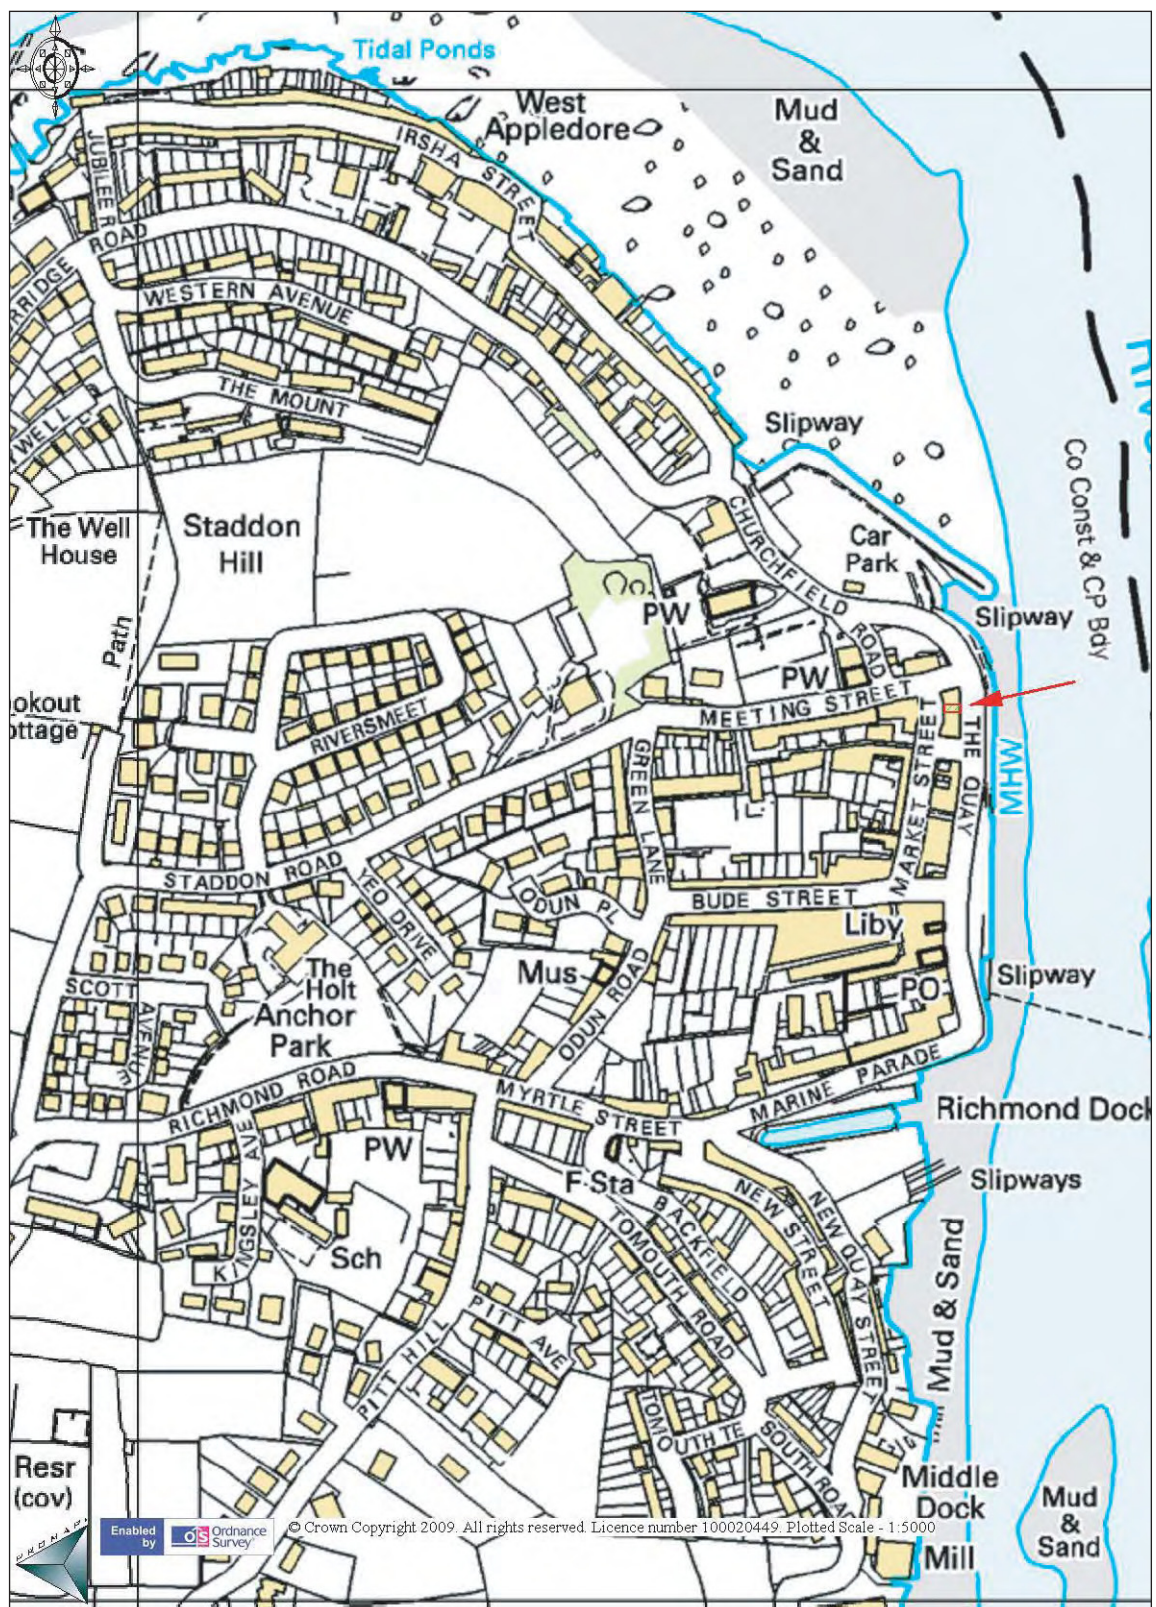 Tidal Ponds
West
Appledore
Mud
&
Sand
IRSHA STREET
JUBILEE R
ROAD
WESTERN AVENUE
THE MOUNT
Slipway
The Well
House
Staddon
Hill
Path
CHURCHFIELD ROAD
Car
Park
Co Const & CP Bdy
PW
Slipway
PW
RIVERSMEET
MEETING STREET
MARKET STREET
THE QUAY
MHW
GREEN LANE
STADDON ROAD
YEO DRIVE
ODUN PL
BUDE STREET
Liby
SCOTT AVENUE
The
Holt
Anchor
Park
Mus
ODUN ROAD
PO
Slipway
RICHMOND ROAD
MYRTLE STREET
MARINE PARADE
Richmond Dock
KINGSLEY AVE
PW
F Sta
Slipways
Sch
BACKFIELD
NEW STREET
NEW QUAY STREET
TOMOUTH ROAD
Mud & Sand
PITT HILL
PITT AVE
TOMOUTH TE
SOUTH ROAD
Resr
(cov)
Middle
Dock
Mud
&
Sand
Mill
PROMAP
Enabled
by
OS Ordnance
Survey
© Crown Copyright 2009. All rights reserved. Licence number 100020449. Plotted Scale - 1:5000